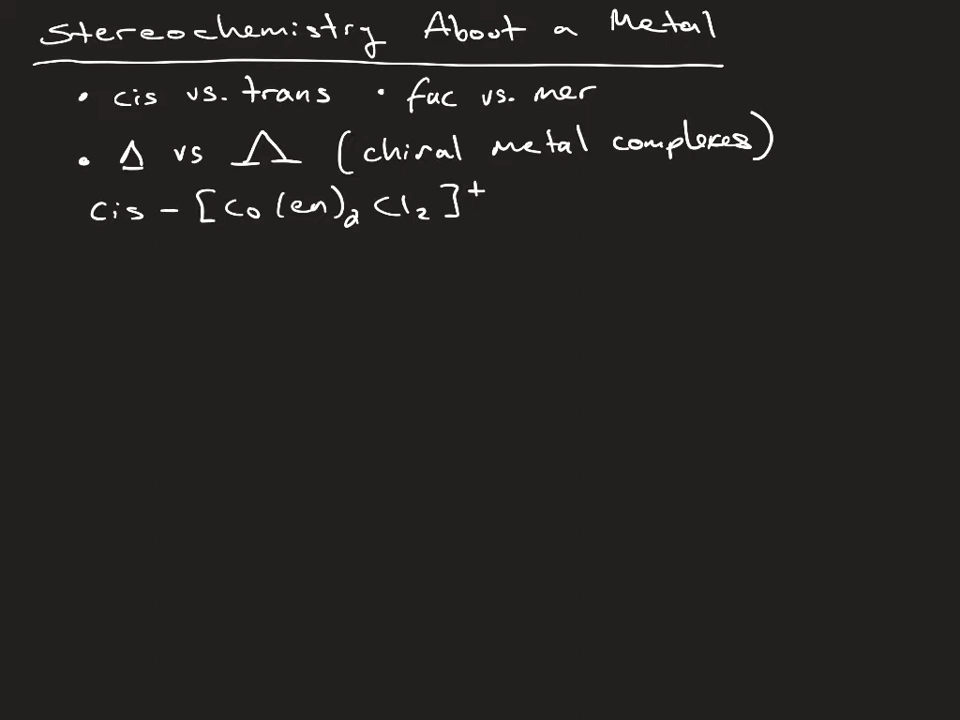 Stereochemistry About a Metal
• cis vs. trans • fac vs. mer
• Δ vs Λ (chiral metal complexes)
cis - [Co(en)₂Cl₂]⁺